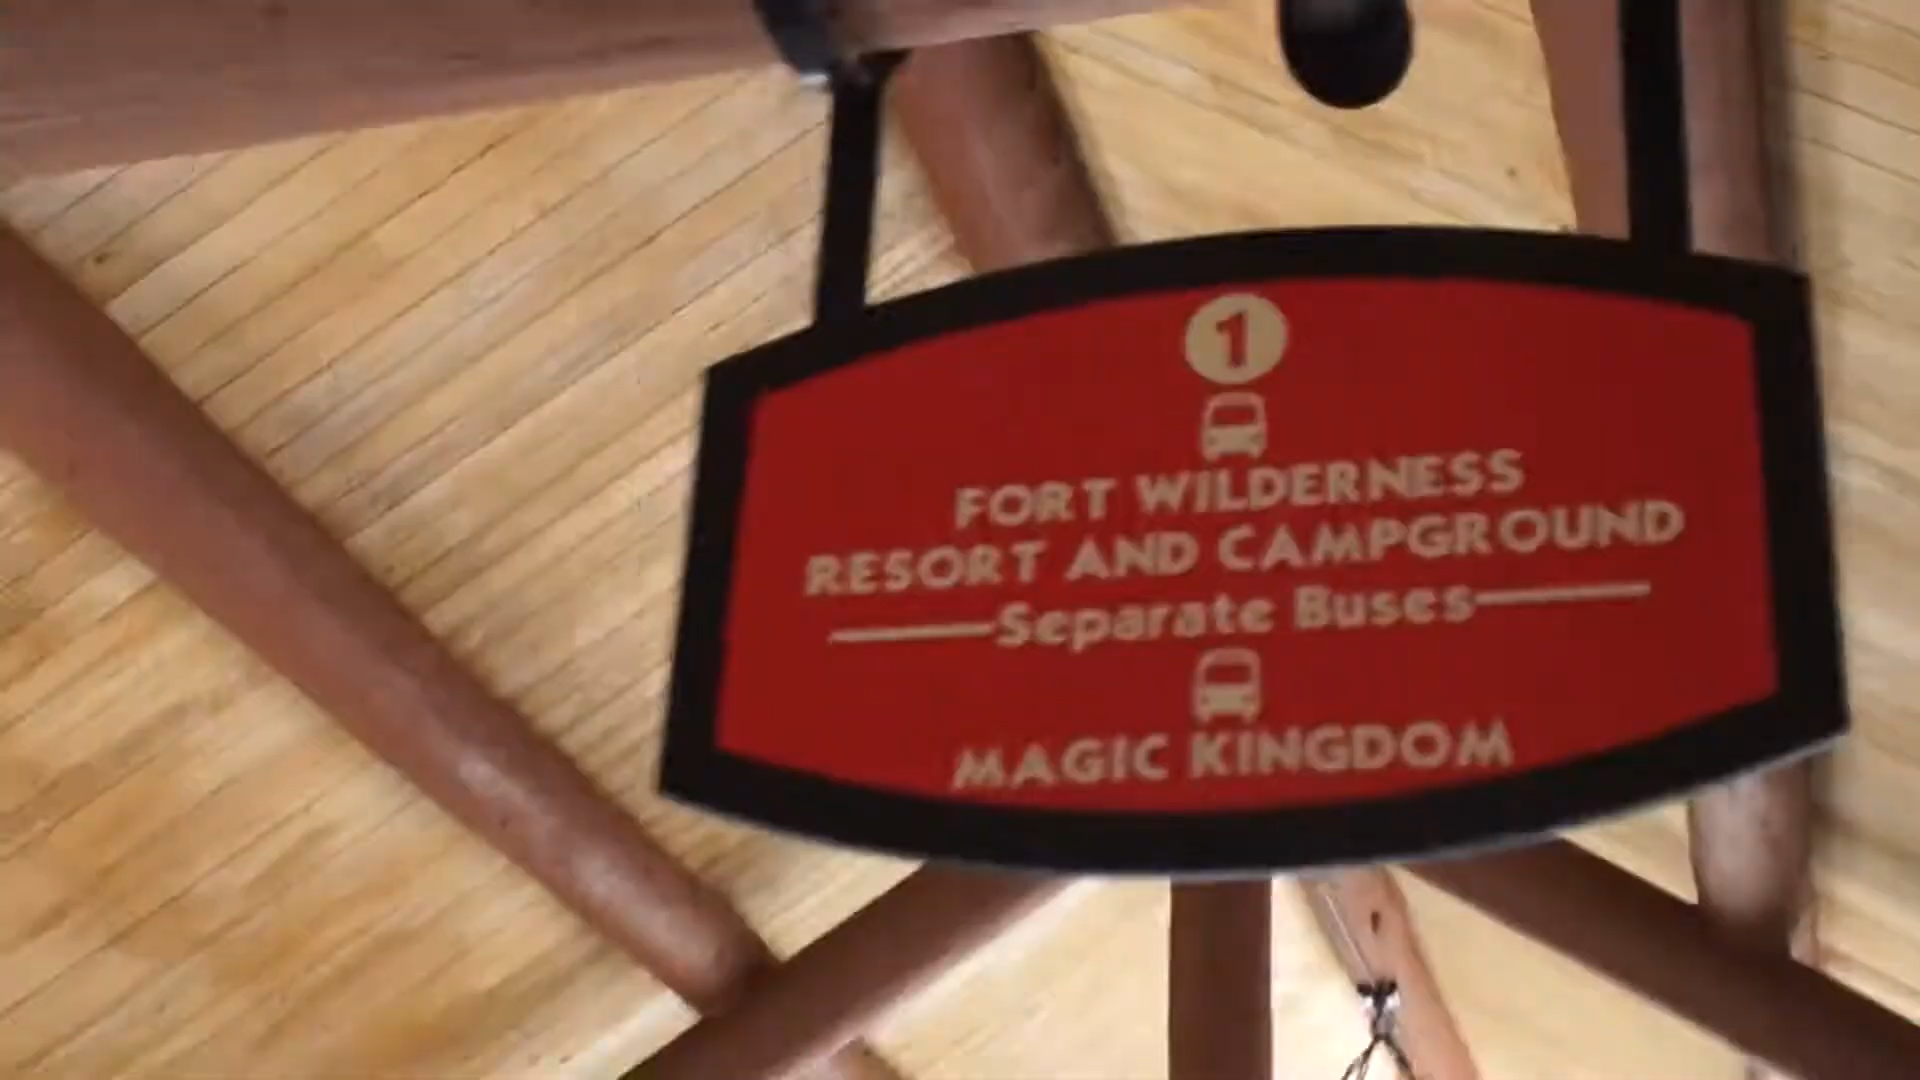 1
FORT WILDERNESS
RESORT AND CAMPGROUND
Separate Buses
MAGIC KINGDOM